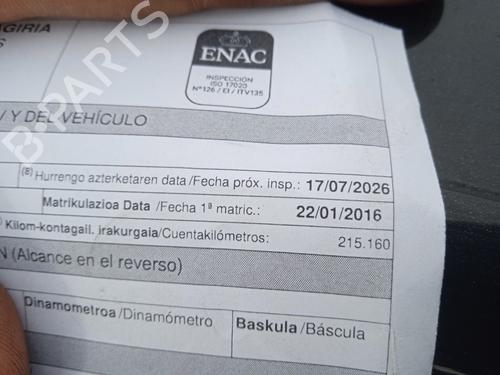 AGIRIA
S
B-PARTS
ENAC
INSPECCIÓN
ISO 17020
Nº126 / EI / ITV135
/ Y DEL VEHÍCULO
(8) Hurrengo azterketaren data /Fecha próx. insp.: 17/07/2026
Matrikulazioa Data /Fecha 1ª matric.: 22/01/2016
) Kilom-kontagail. irakurgaia/Cuentakilómetros: 215.160
N (Alcance en el reverso)
Dinamometroa /Dinamómetro
Baskula /Báscula